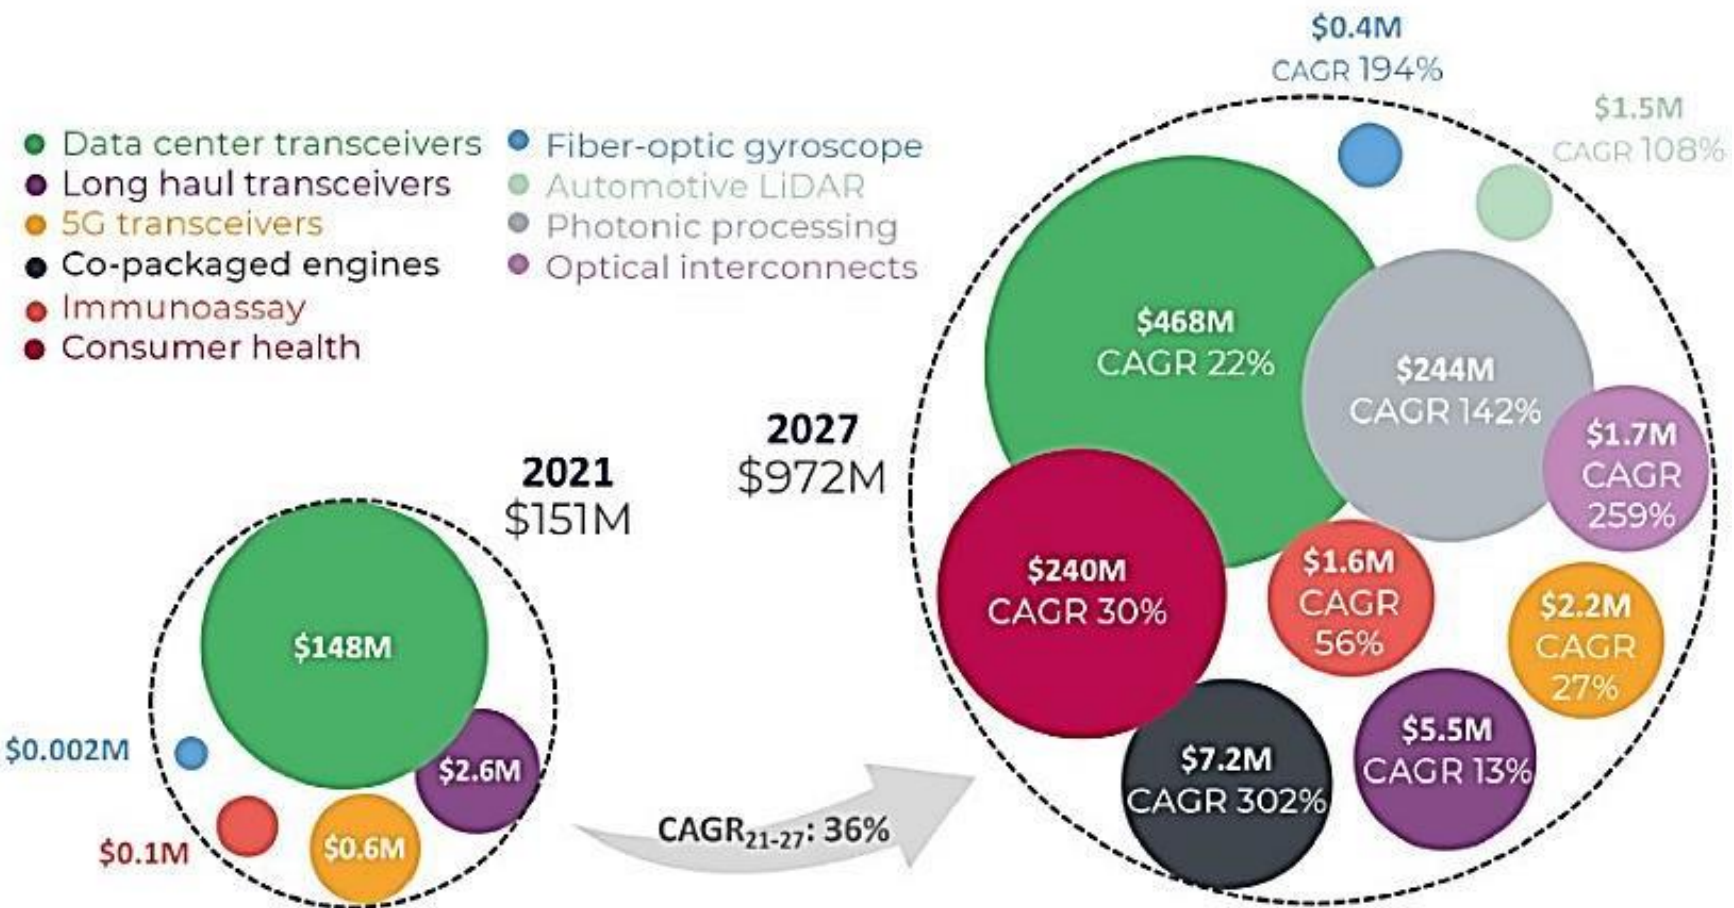 $0.4M
CAGR 194%
$1.5M
CAGR 108%
Data center transceivers
Long haul transceivers
5G transceivers
Co-packaged engines
Immunoassay
Consumer health
Fiber-optic gyroscope
Automotive LiDAR
Photonic processing
Optical interconnects
2021
$151M
$148M
$0.002M
$2.6M
$0.1M
$0.6M
CAGR21-27: 36%
2027
$972M
$468M
CAGR 22%
$244M
CAGR 142%
$1.7M
CAGR
259%
$240M
CAGR 30%
$1.6M
CAGR
56%
$2.2M
CAGR
27%
$7.2M
CAGR 302%
$5.5M
CAGR 13%